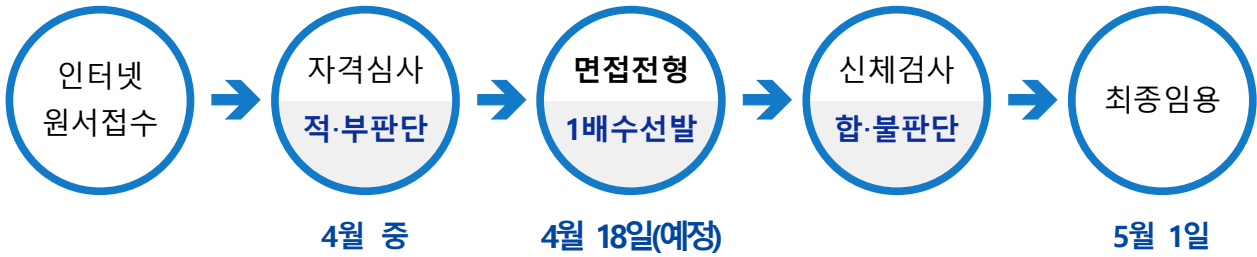 인터넷
원서접수
자격심사
적·부판단
4월 중
면접전형
1배수선발
4월 18일(예정)
신체검사
합·불판단
최종임용
5월 1일